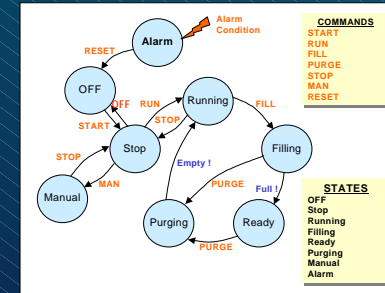 Alarm
Condition
Alarm
RESET
OFF
OFF
RUN
Running
START
STOP
FILL
Stop
Filling
STOP
Empty !
MAN
PURGE
Full !
Manual
Purging
Ready
PURGE
COMMANDS
START
RUN
FILL
PURGE
STOP
MAN
RESET
STATES
OFF
Stop
Running
Filling
Ready
Purging
Manual
Alarm